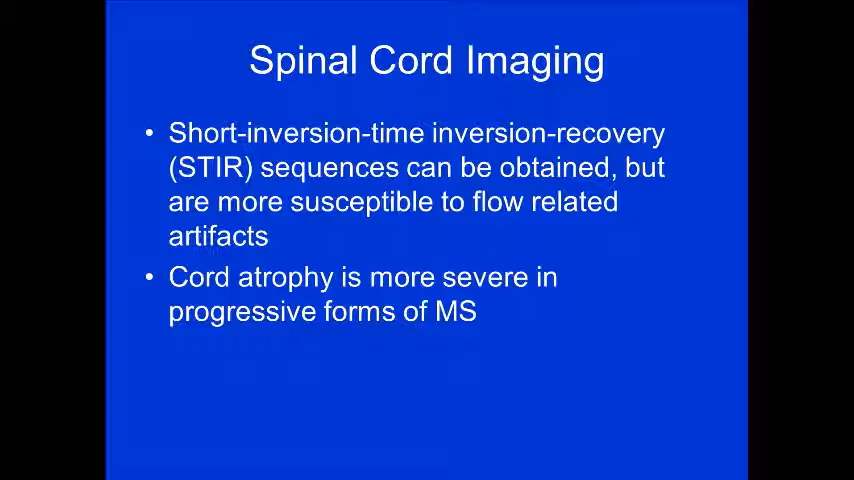 Spinal Cord Imaging
• Short-inversion-time inversion-recovery
(STIR) sequences can be obtained, but
are more susceptible to flow related
artifacts
• Cord atrophy is more severe in
progressive forms of MS